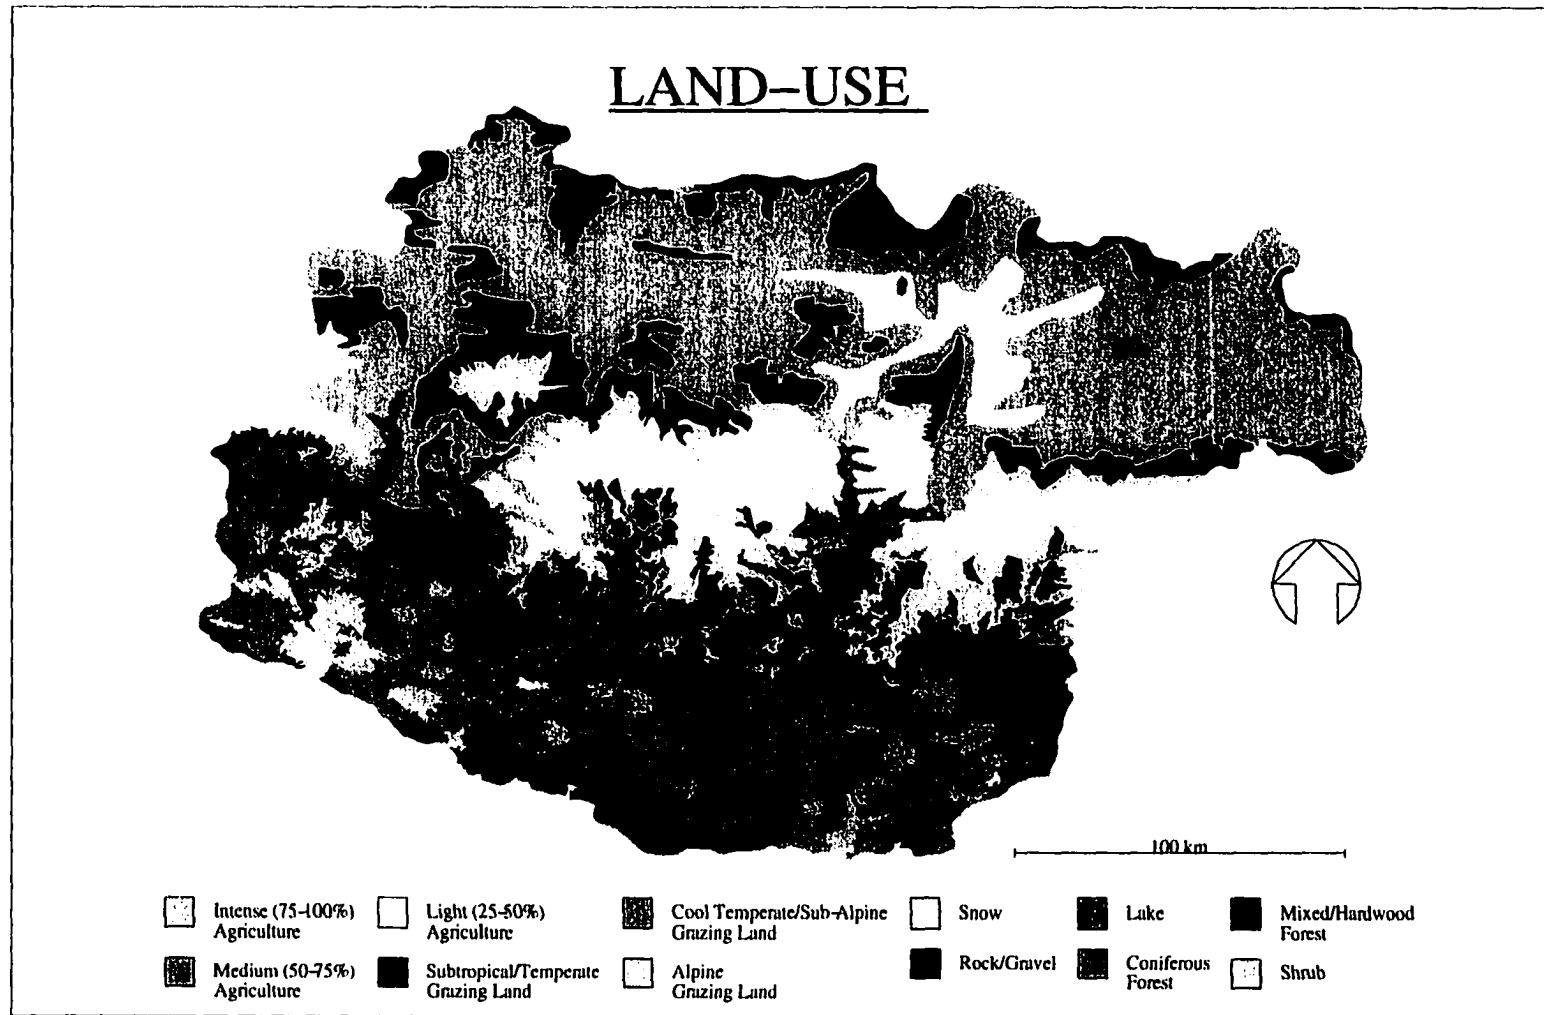 LAND-USE
100 km
Intense (75-100%)
Agriculture
Light (25-50%)
Agriculture
Cool Temperate/Sub-Alpine
Grazing Land
Snow
Lake
Mixed/Hardwood
Forest
Medium (50-75%)
Agriculture
Subtropical/Temperate
Grazing Land
Alpine
Grazing Land
Rock/Gravel
Coniferous
Forest
Shrub